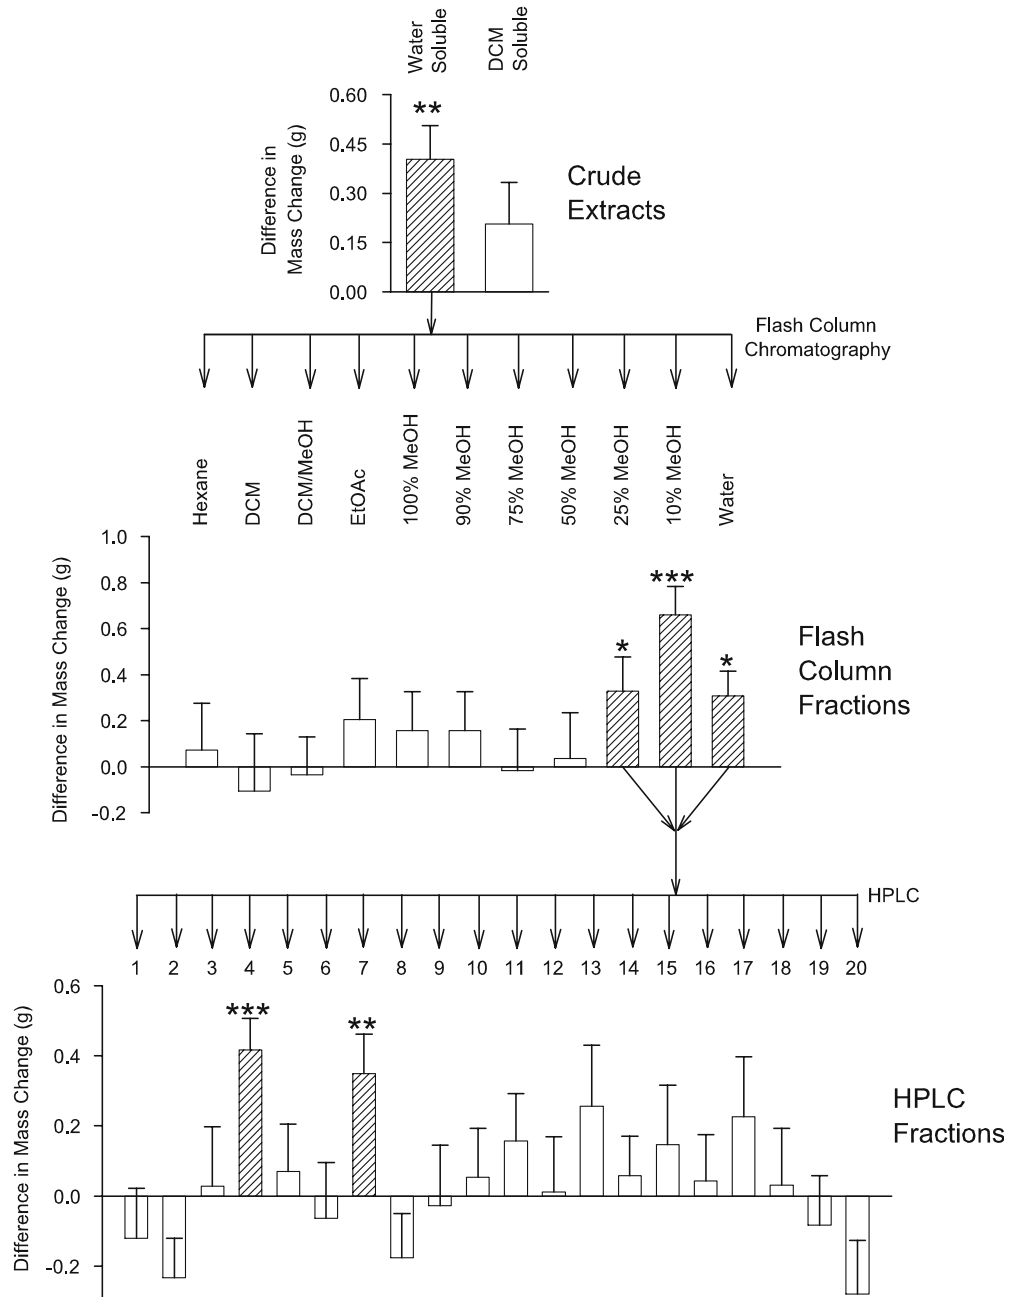 Water
Soluble
DCM
Soluble
Difference in
Mass Change (g)
0.60
0.45
0.30
0.15
0.00
**
Crude
Extracts
Flash Column
Chromatography
Hexane
DCM
DCM/MeOH
EtOAc
100% MeOH
90% MeOH
75% MeOH
50% MeOH
25% MeOH
10% MeOH
Water
Difference in Mass Change (g)
1.0
0.8
0.6
0.4
0.2
0.0
-0.2
*
***
*
Flash
Column
Fractions
HPLC
1 2 3 4 5 6 7 8 9 10 11 12 13 14 15 16 17 18 19 20
Difference in Mass Change (g)
0.6
0.4
0.2
0.0
-0.2
***
**
HPLC
Fractions